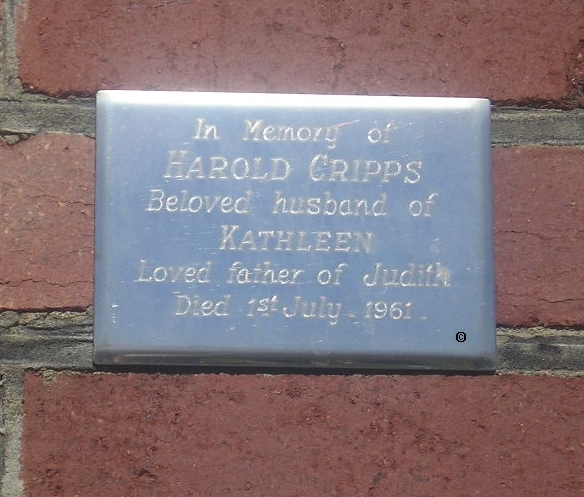 In Memory of
HAROLD CRIPPS
Beloved husband of
KATHLEEN
Loved father of Judith
Died 1st July. 1961.
©